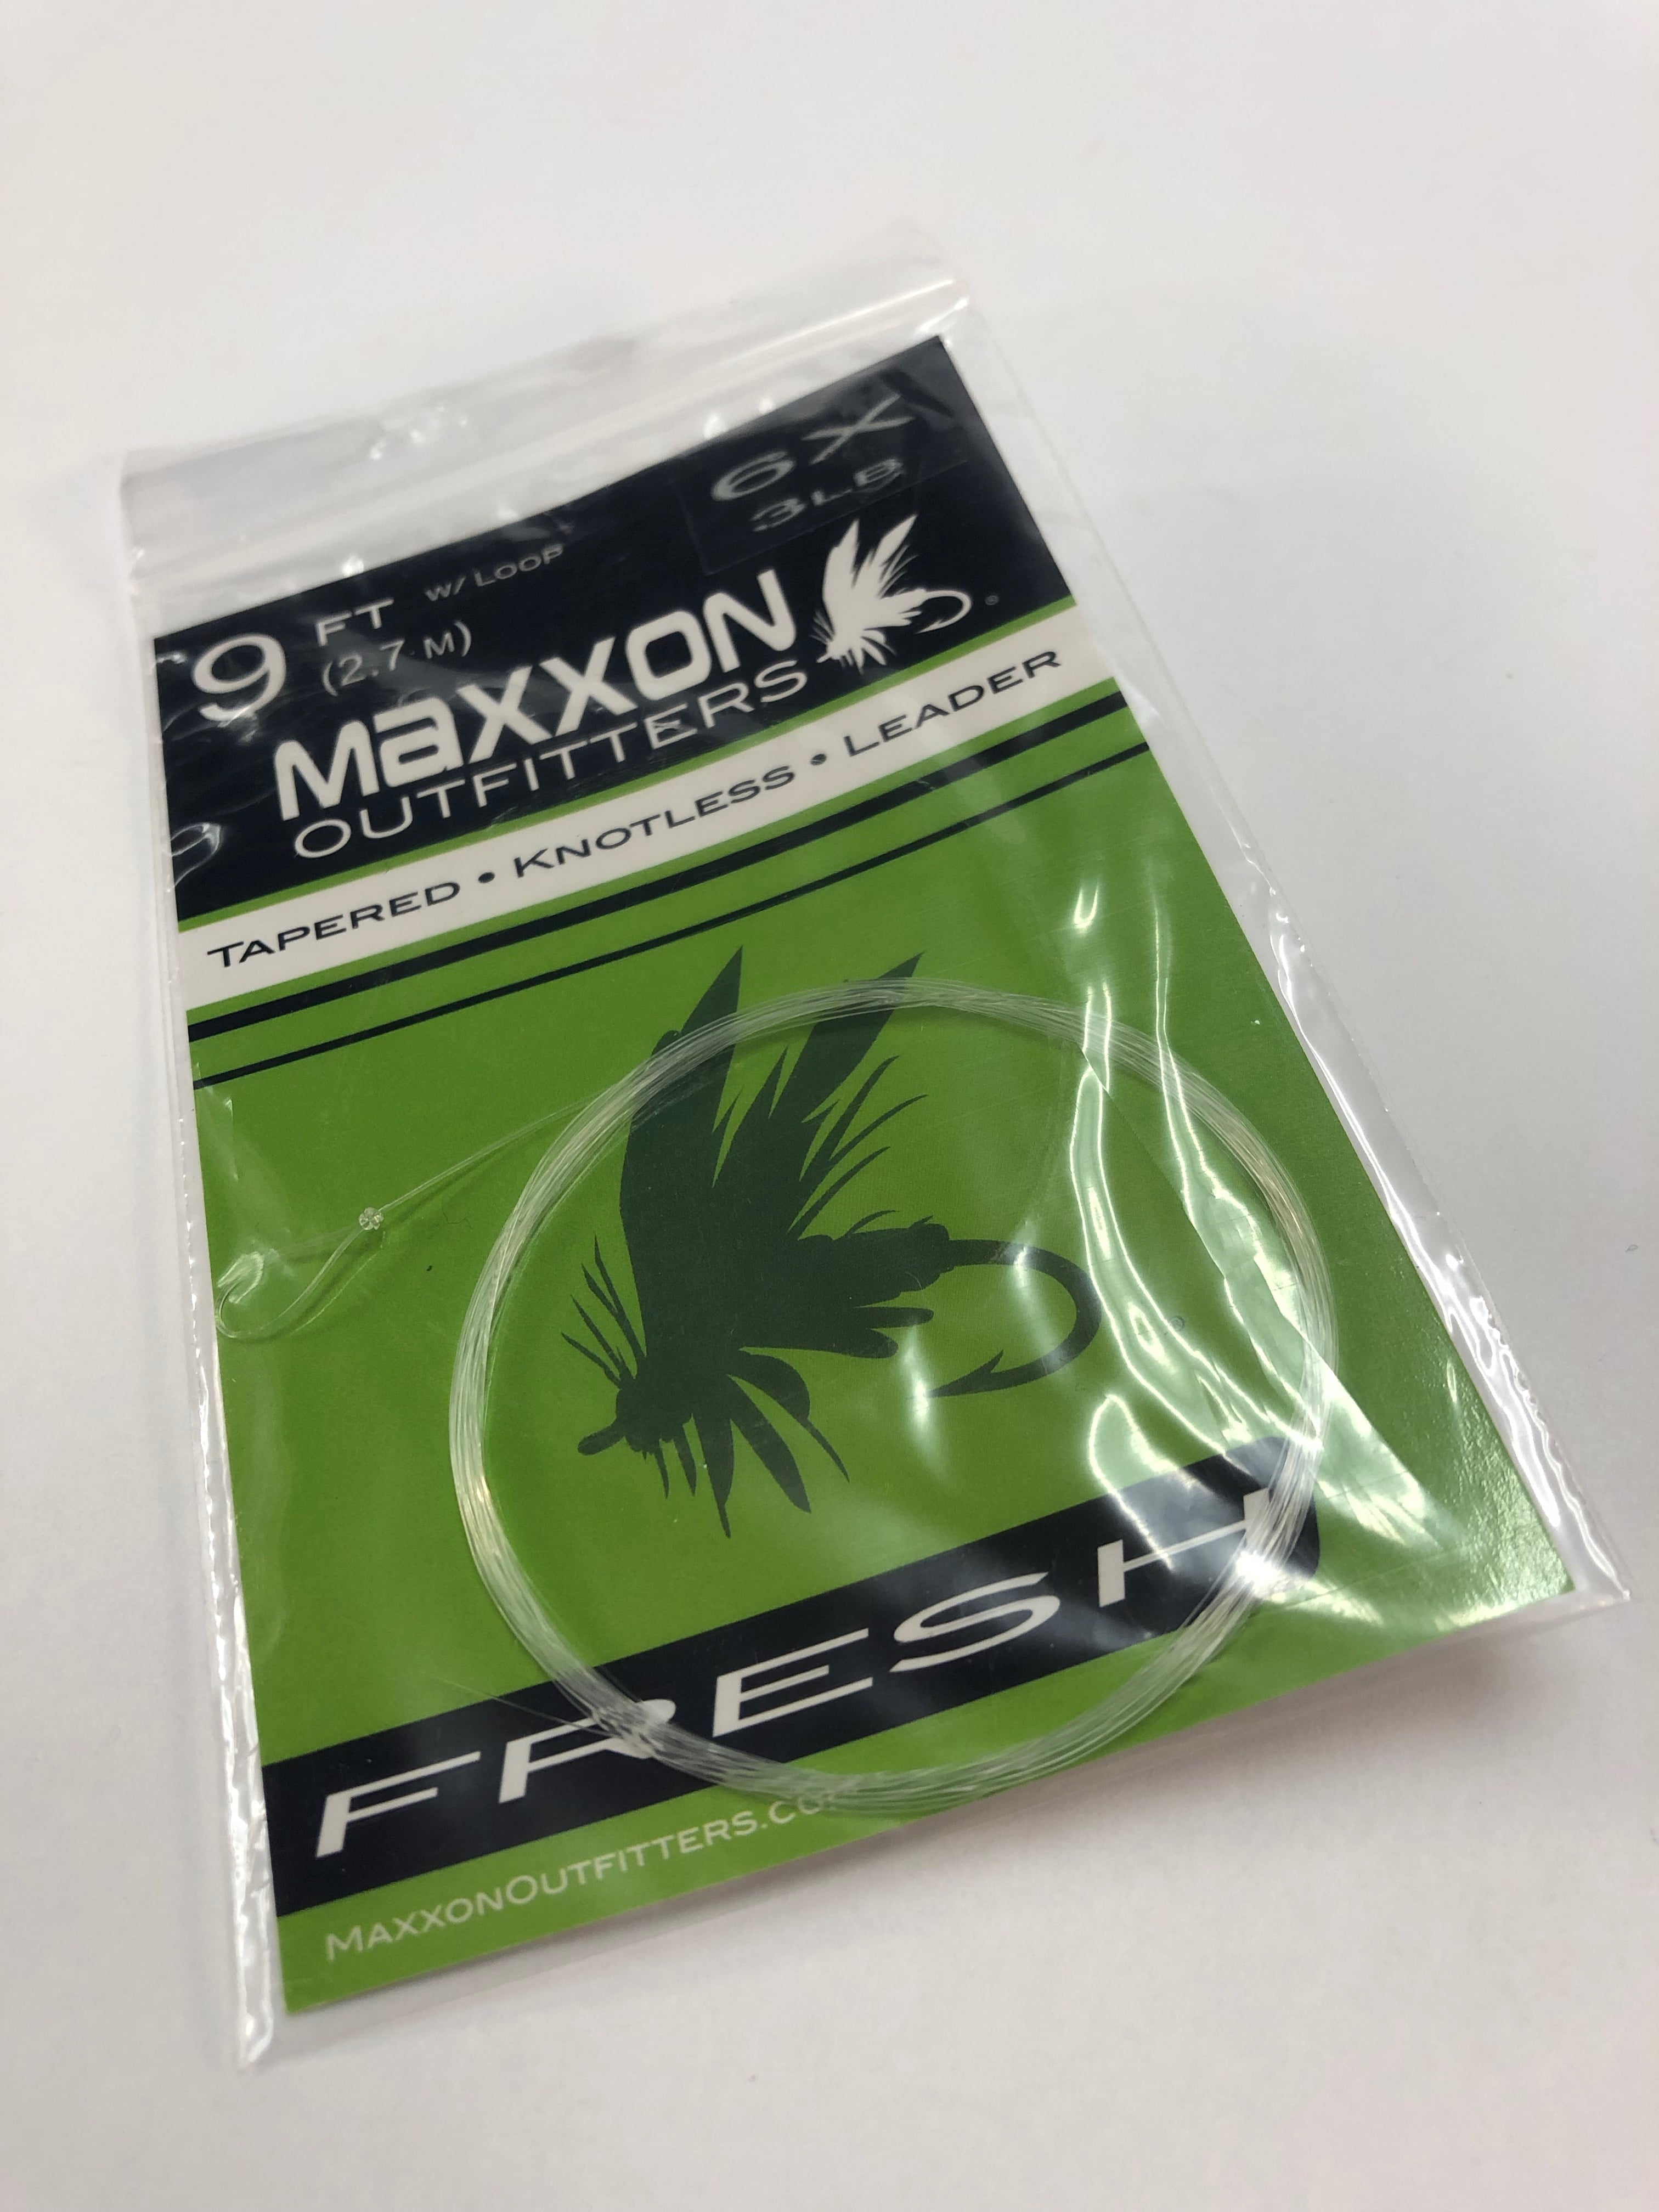 6X
3LB
9 FT w/ LOOP
(2.7 M)
MAXXON
OUTFITTERS
TAPERED • KNOTLESS • LEADER
FRESH
MAXXONOUTFITTERS.COM